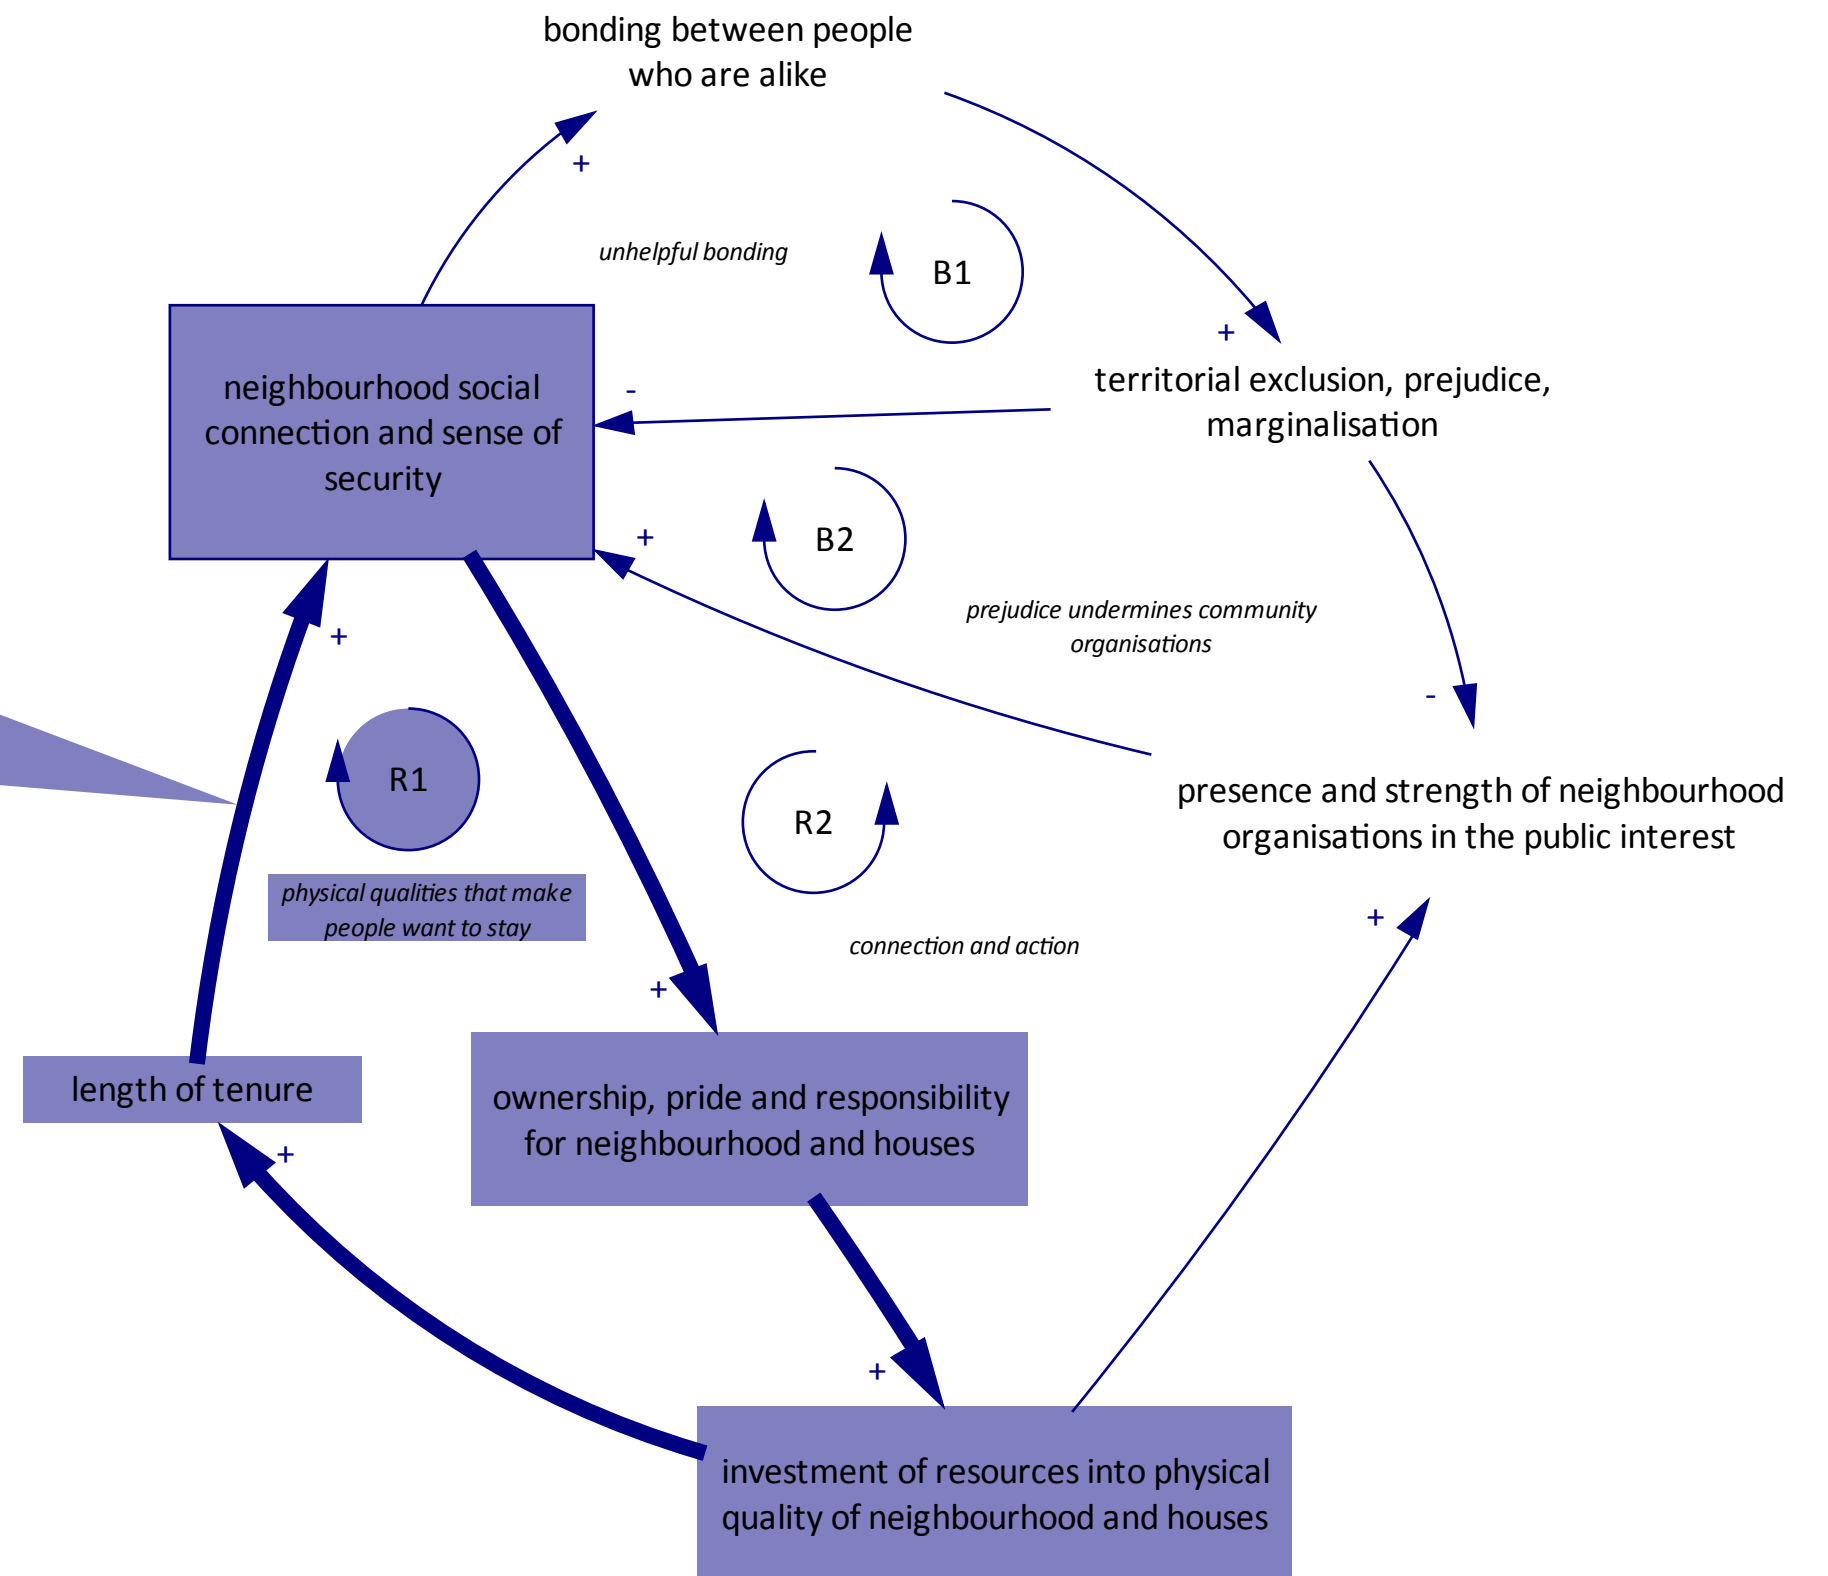 bonding between people
who are alike
+
unhelpful bonding
B1
+
neighbourhood social
connection and sense of
security
-
territorial exclusion, prejudice,
marginalisation
+
B2
prejudice undermines community
organisations
-
+
R1
R2
presence and strength of neighbourhood
organisations in the public interest
physical qualities that make
people want to stay
+
connection and action
+
length of tenure
ownership, pride and responsibility
for neighbourhood and houses
+
+
investment of resources into physical
quality of neighbourhood and houses